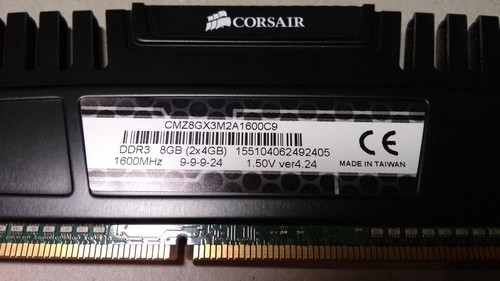 CORSAIR
CMZ8GX3M2A1600C9
DDR3 8GB (2x4GB) 155104062492405
1600MHz 9-9-9-24 1.50V ver4.24
CE
MADE IN TAIWAN